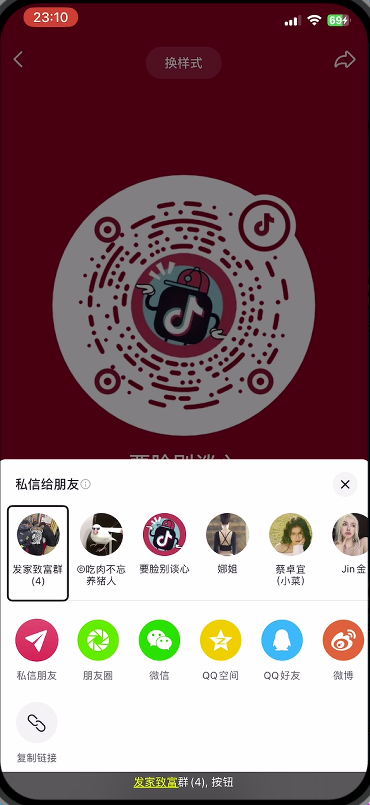 23:10
69
换样式
要脸别谈心
私信给朋友
发家致富群
(4)
©吃肉不忘
养猪人
要脸别谈心
娜姐
蔡卓宜
(小菜)
Jin 金
私信朋友
朋友圈
微信
QQ空间
QQ好友
微博
复制链接
发家致富群(4), 按钮